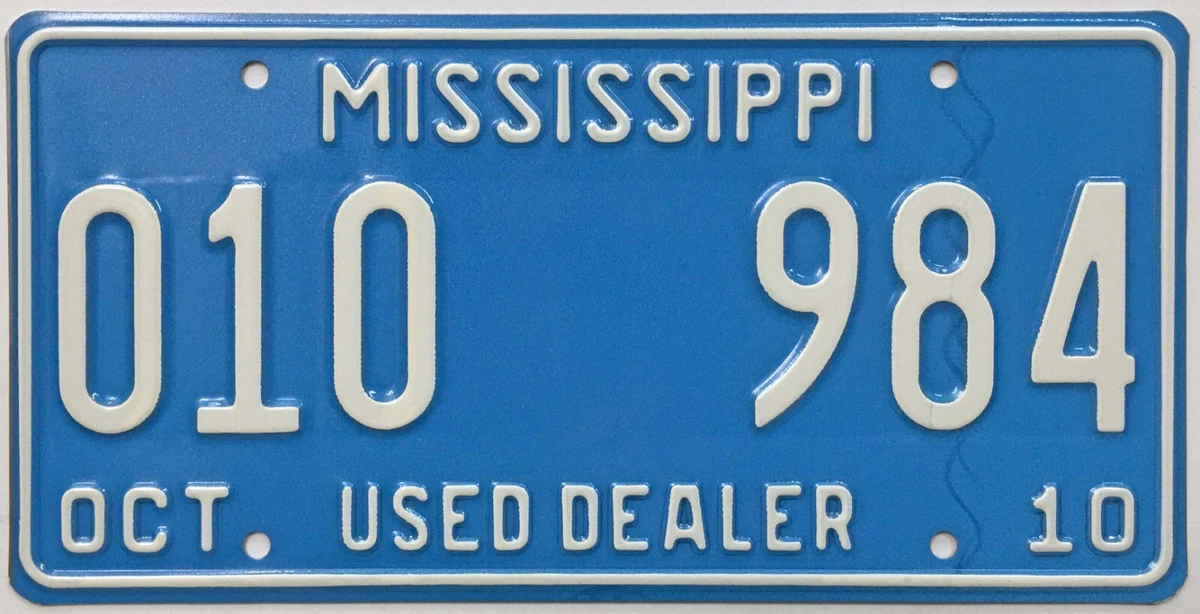 MISSISSIPPI
010 984
OCT. USED DEALER 10